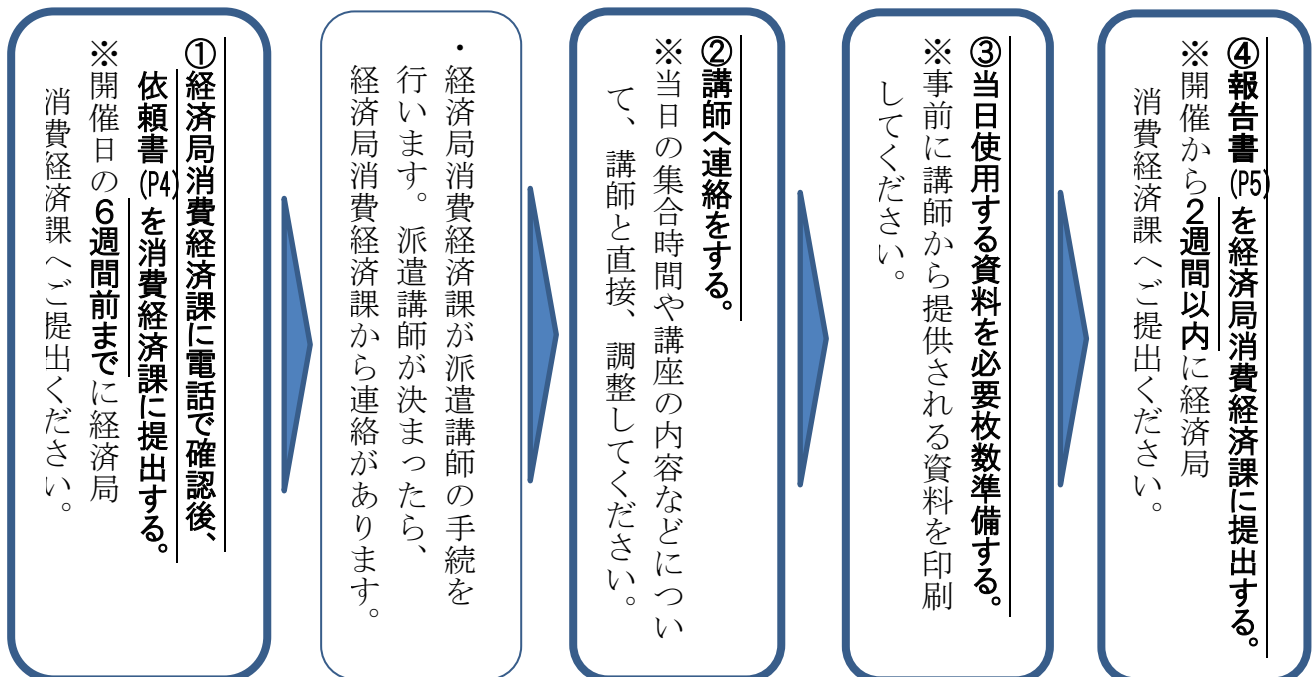 ①経済局消費経済課に電話で確認後、
依頼書(P4)を消費経済課に提出する。
※開催日の6週間前までに経済局
消費経済課へご提出ください。
・経済局消費経済課が派遣講師の手続を
行います。派遣講師が決まったら、
経済局消費経済課から連絡があります。
②講師へ連絡をする。
※当日の集合時間や講座の内容などについ
て、講師と直接、調整してください。
③当日使用する資料を必要枚数準備する。
※事前に講師から提供される資料を印刷
してください。
④報告書(P5)を経済局消費経済課に提出する。
※開催から2週間以内に経済局
消費経済課へご提出ください。